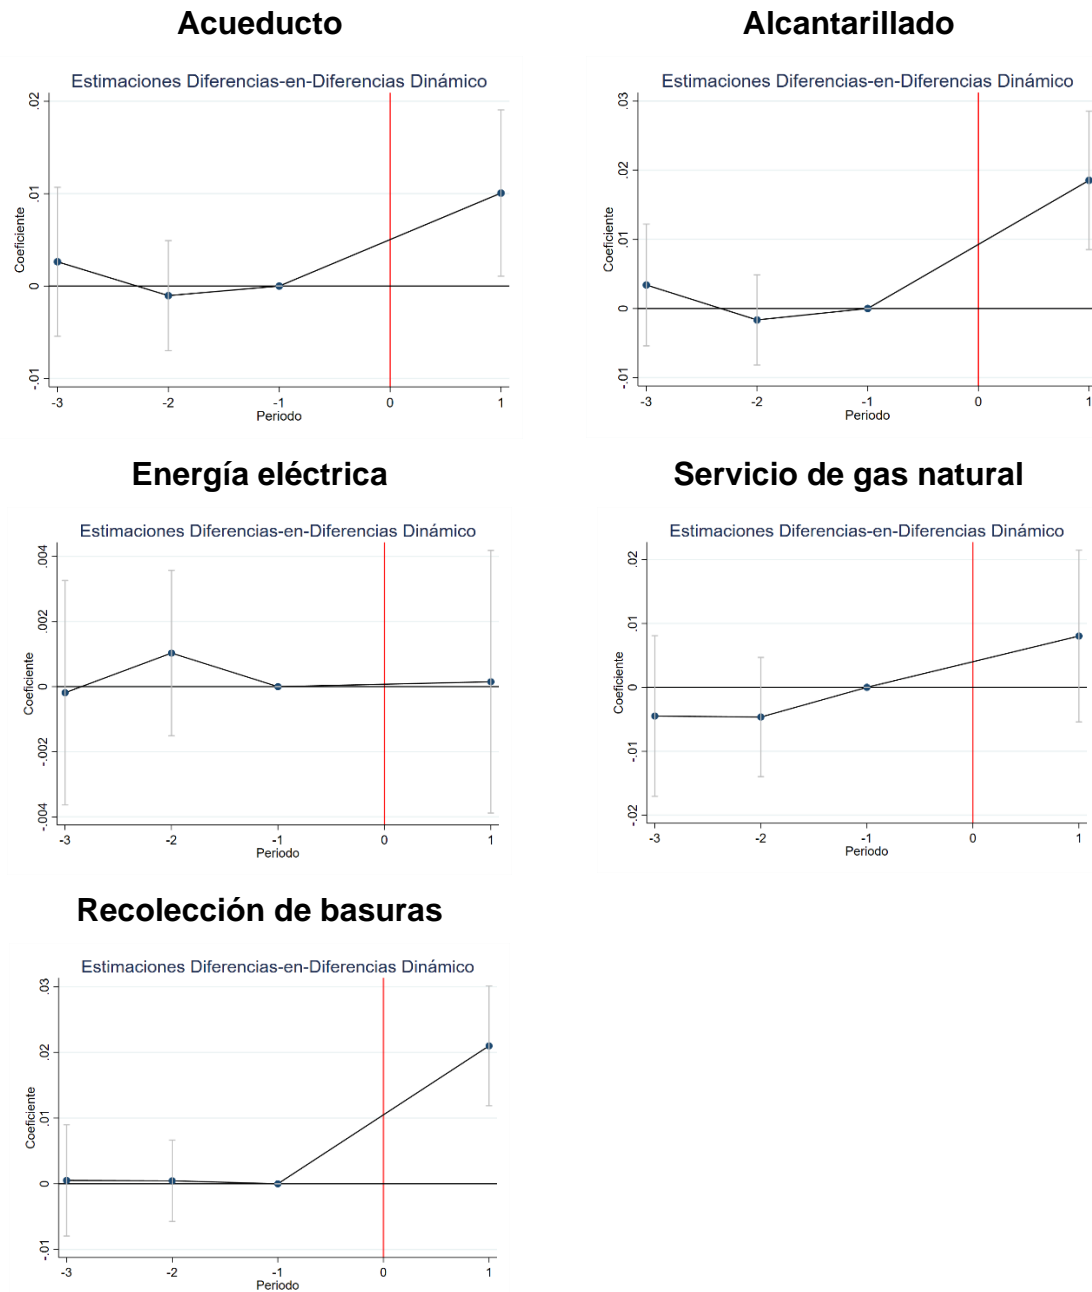 Acueducto
Estimaciones Diferencias-en-Diferencias Dinámico
Coeficiente
.02
.01
0
-.01
-3 -2 -1 0 1
Periodo
Alcantarillado
Estimaciones Diferencias-en-Diferencias Dinámico
Coeficiente
.03
.02
.01
0
-.01
-3 -2 -1 0 1
Periodo
Energía eléctrica
Estimaciones Diferencias-en-Diferencias Dinámico
Coeficiente
.004
.002
0
-.002
-.004
-3 -2 -1 0 1
Periodo
Servicio de gas natural
Estimaciones Diferencias-en-Diferencias Dinámico
Coeficiente
.02
.01
0
-.01
-.02
-3 -2 -1 0 1
Periodo
Recolección de basuras
Estimaciones Diferencias-en-Diferencias Dinámico
Coeficiente
.03
.02
.01
0
-.01
-3 -2 -1 0 1
Periodo